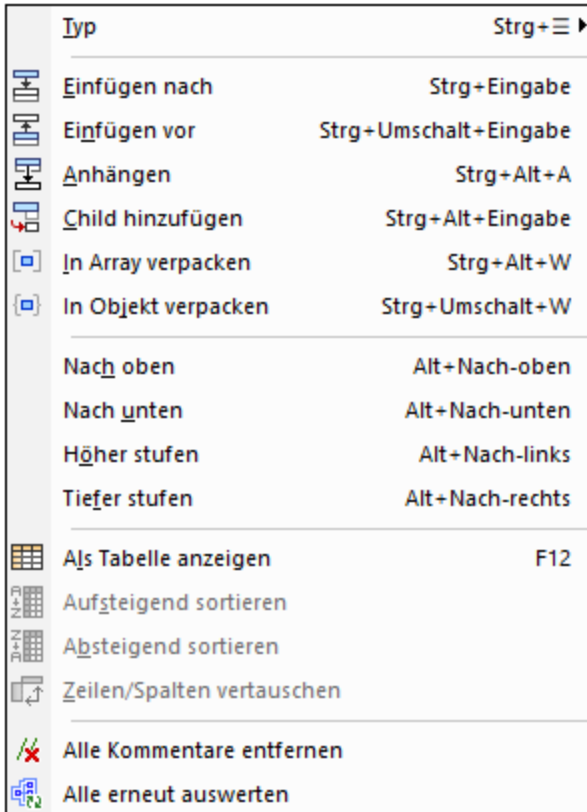 Typ Strg+☰
Einfügen nach Strg+Eingabe
Einfügen vor Strg+Umschalt+Eingabe
Anhängen Strg+Alt+A
Child hinzufügen Strg+Alt+Eingabe
In Array verpacken Strg+Alt+W
In Objekt verpacken Strg+Umschalt+W
Nach oben Alt+Nach-oben
Nach unten Alt+Nach-unten
Höher stufen Alt+Nach-links
Tiefer stufen Alt+Nach-rechts
Als Tabelle anzeigen F12
Aufsteigend sortieren
Absteigend sortieren
Zeilen/Spalten vertauschen
Alle Kommentare entfernen
Alle erneut auswerten